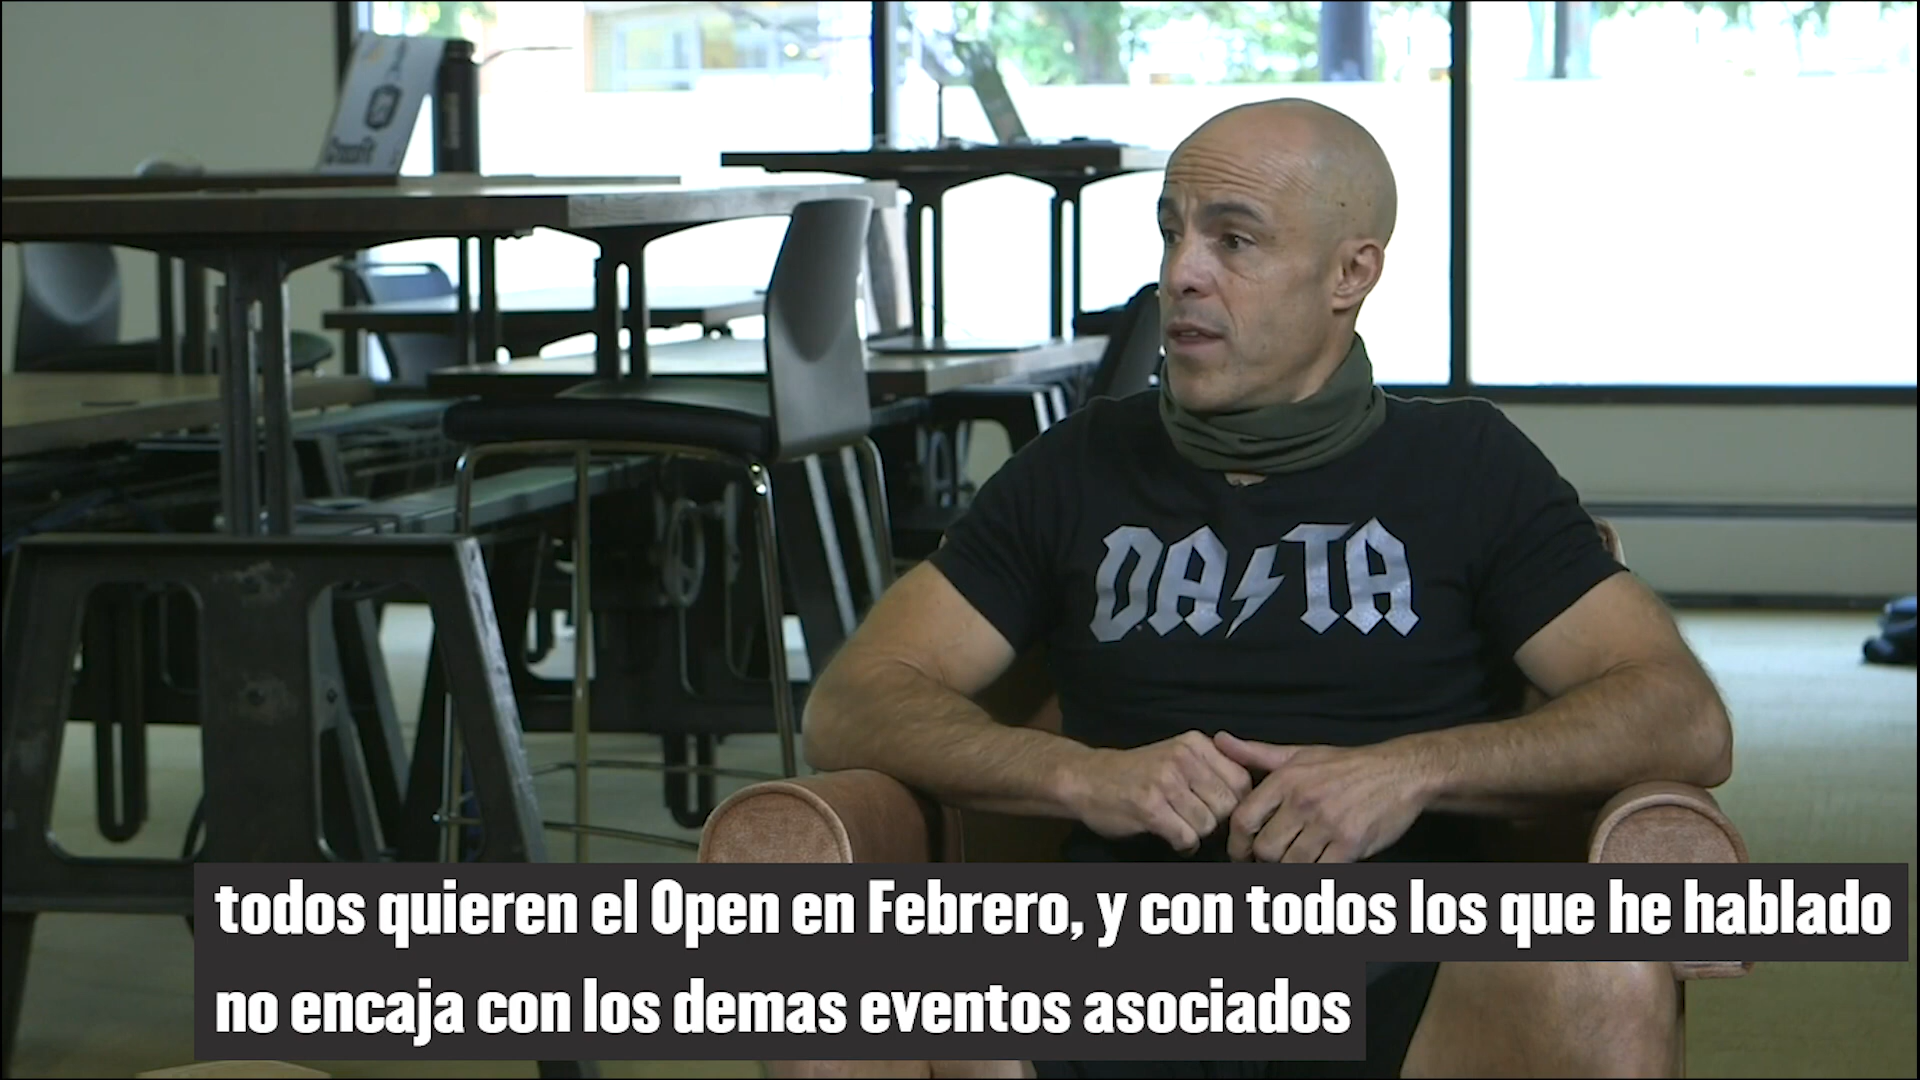 CrossFit
DA⚡TA
todos quieren el Open en Febrero, y con todos los que he hablado
no encaja con los demas eventos asociados